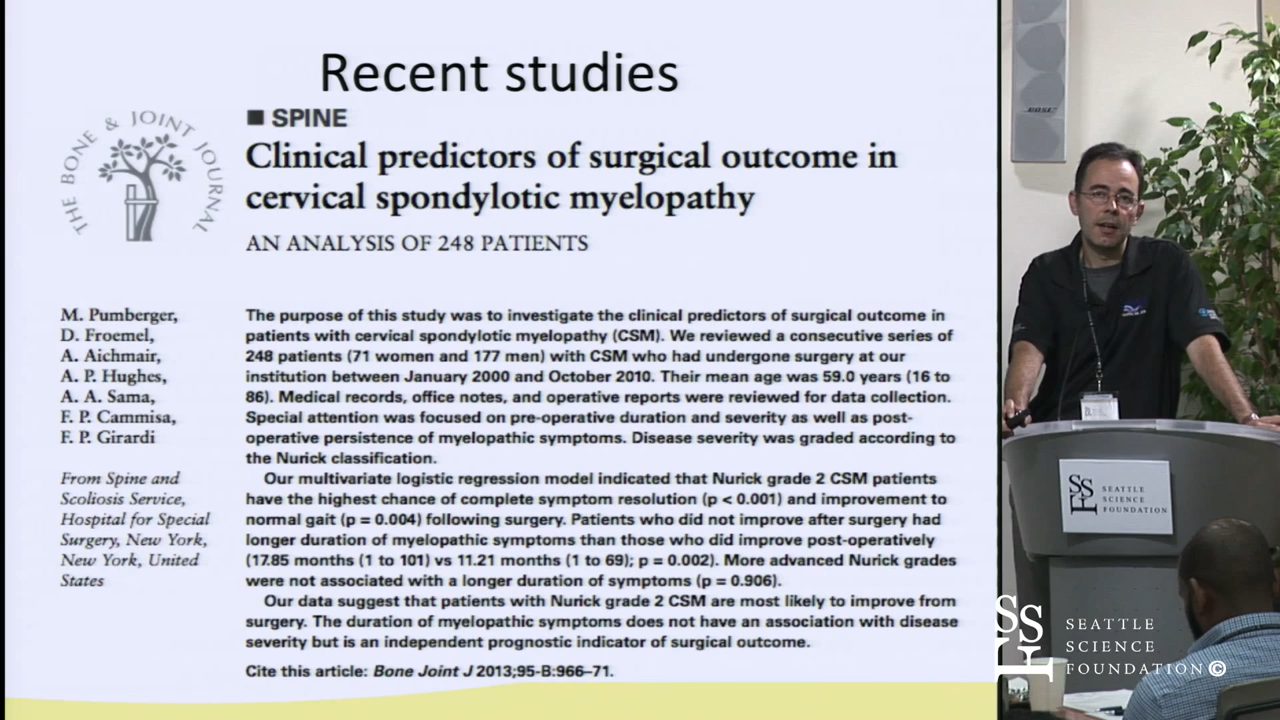 Recent studies
THE BONE & JOINT JOURNAL
■ SPINE
Clinical predictors of surgical outcome in
cervical spondylotic myelopathy
AN ANALYSIS OF 248 PATIENTS
M. Pumberger,
D. Froemel,
A. Aichmair,
A. P. Hughes,
A. A. Sama,
F. P. Cammisa,
F. P. Girardi
From Spine and
Scoliosis Service,
Hospital for Special
Surgery, New York,
New York, United
States
The purpose of this study was to investigate the clinical predictors of surgical outcome in
patients with cervical spondylotic myelopathy (CSM). We reviewed a consecutive series of
248 patients (71 women and 177 men) with CSM who had undergone surgery at our
institution between January 2000 and October 2010. Their mean age was 59.0 years (16 to
86). Medical records, office notes, and operative reports were reviewed for data collection.
Special attention was focused on pre-operative duration and severity as well as post-
operative persistence of myelopathic symptoms. Disease severity was graded according to
the Nurick classification.
Our multivariate logistic regression model indicated that Nurick grade 2 CSM patients
have the highest chance of complete symptom resolution (p < 0.001) and improvement to
normal gait (p = 0.004) following surgery. Patients who did not improve after surgery had
longer duration of myelopathic symptoms than those who did improve post-operatively
(17.85 months (1 to 101) vs 11.21 months (1 to 69); p = 0.002). More advanced Nurick grades
were not associated with a longer duration of symptoms (p = 0.906).
Our data suggest that patients with Nurick grade 2 CSM are most likely to improve from
surgery. The duration of myelopathic symptoms does not have an association with disease
severity but is an independent prognostic indicator of surgical outcome.
Cite this article: Bone Joint J 2013;95-B:966–71.
BOSE
SSF
SEATTLE
SCIENCE
FOUNDATION
SSF
SEATTLE
SCIENCE
FOUNDATION©